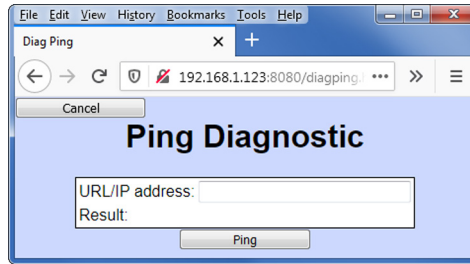 File Edit View History Bookmarks Tools Help
Diag Ping
192.168.1.123:8080/diagping.
Cancel
Ping Diagnostic
URL/IP address:
Result:
Ping